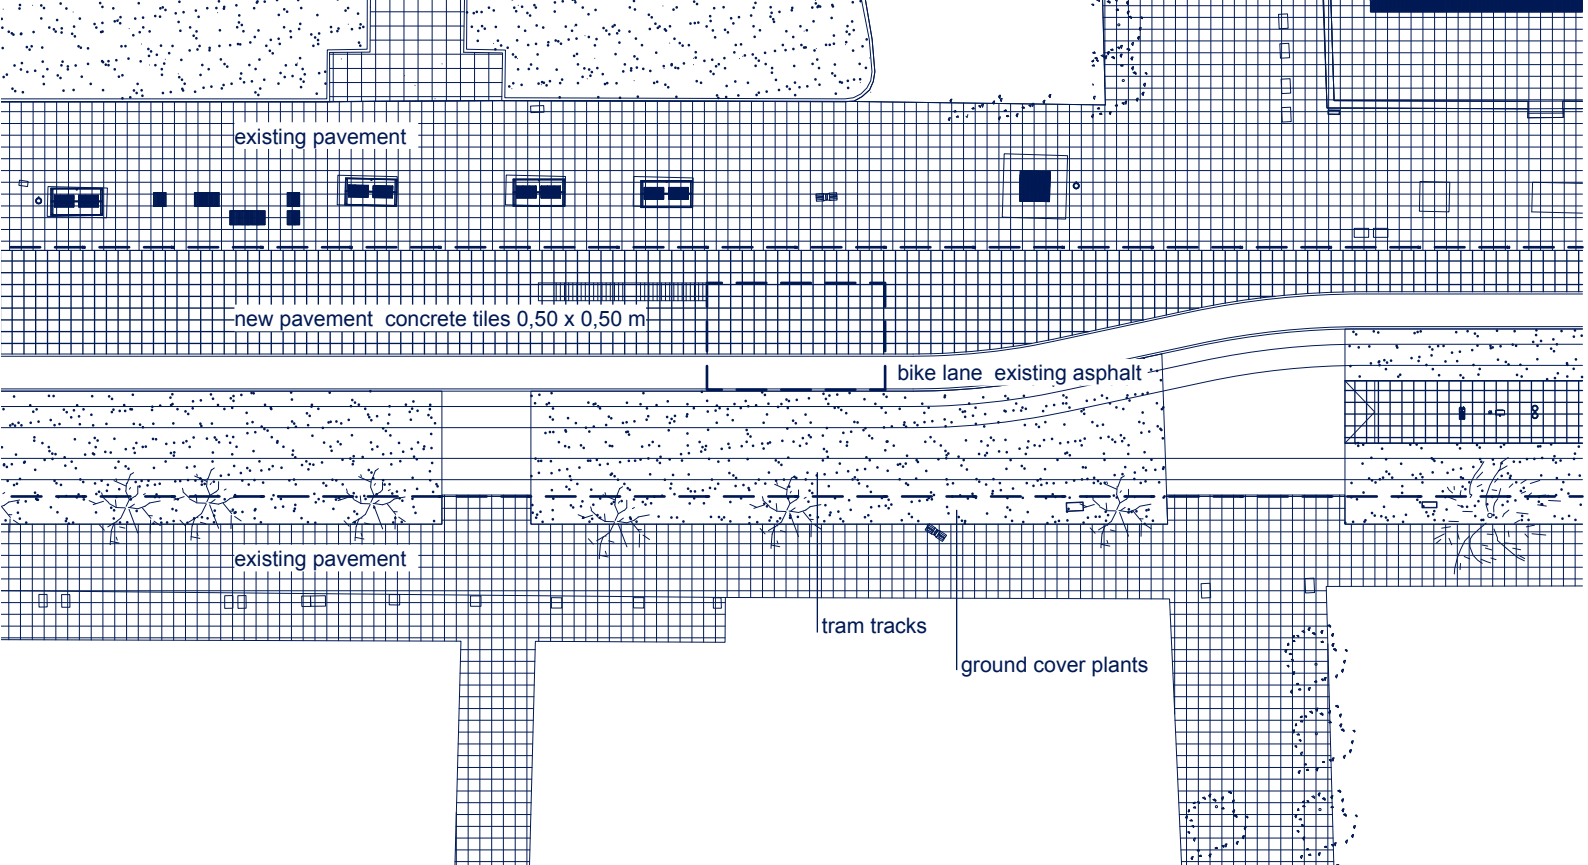 existing pavement
new pavement  concrete tiles 0,50 x 0,50 m
bike lane  existing asphalt
existing pavement
tram tracks
ground cover plants